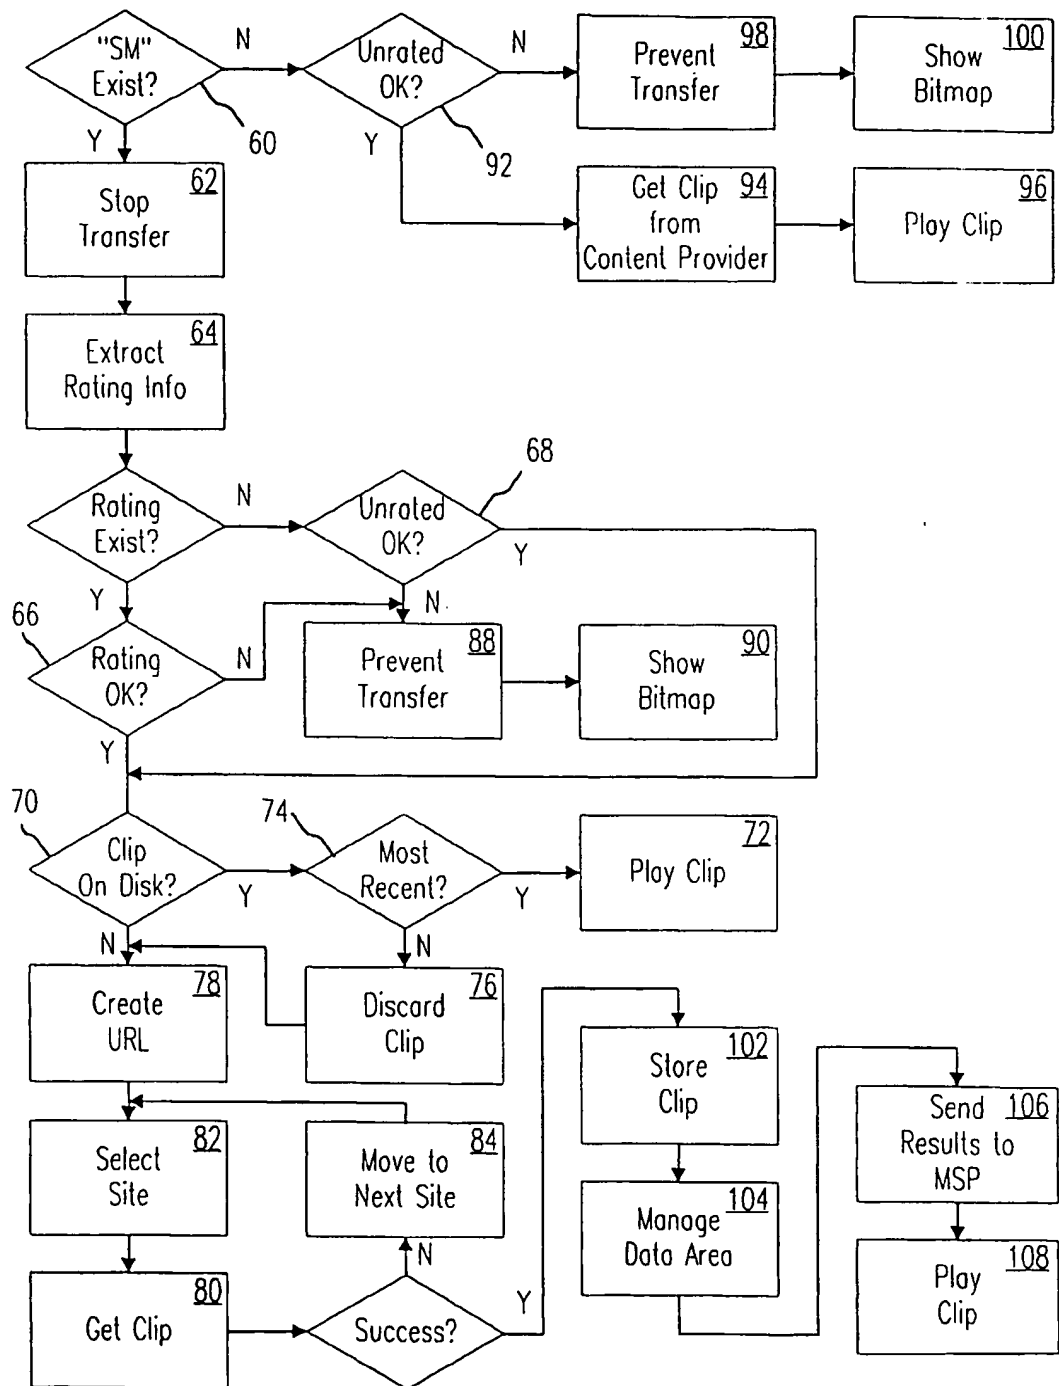 "SM"
Exist?
N
Y
60
Unrated
OK?
N
Y
92
98
Prevent
Transfer
100
Show
Bitmap
62
Stop
Transfer
94
Get Clip
from
Content Provider
96
Play Clip
64
Extract
Rating Info
Rating
Exist?
N
Y
68
Unrated
OK?
Y
N
66
Rating
OK?
N
Y
88
Prevent
Transfer
90
Show
Bitmap
70
Clip
On Disk?
Y
N
74
Most
Recent?
Y
N
72
Play Clip
78
Create
URL
76
Discard
Clip
82
Select
Site
84
Move to
Next Site
80
Get Clip
Success?
N
Y
102
Store
Clip
104
Manage
Data Area
106
Send
Results to
MSP
108
Play
Clip